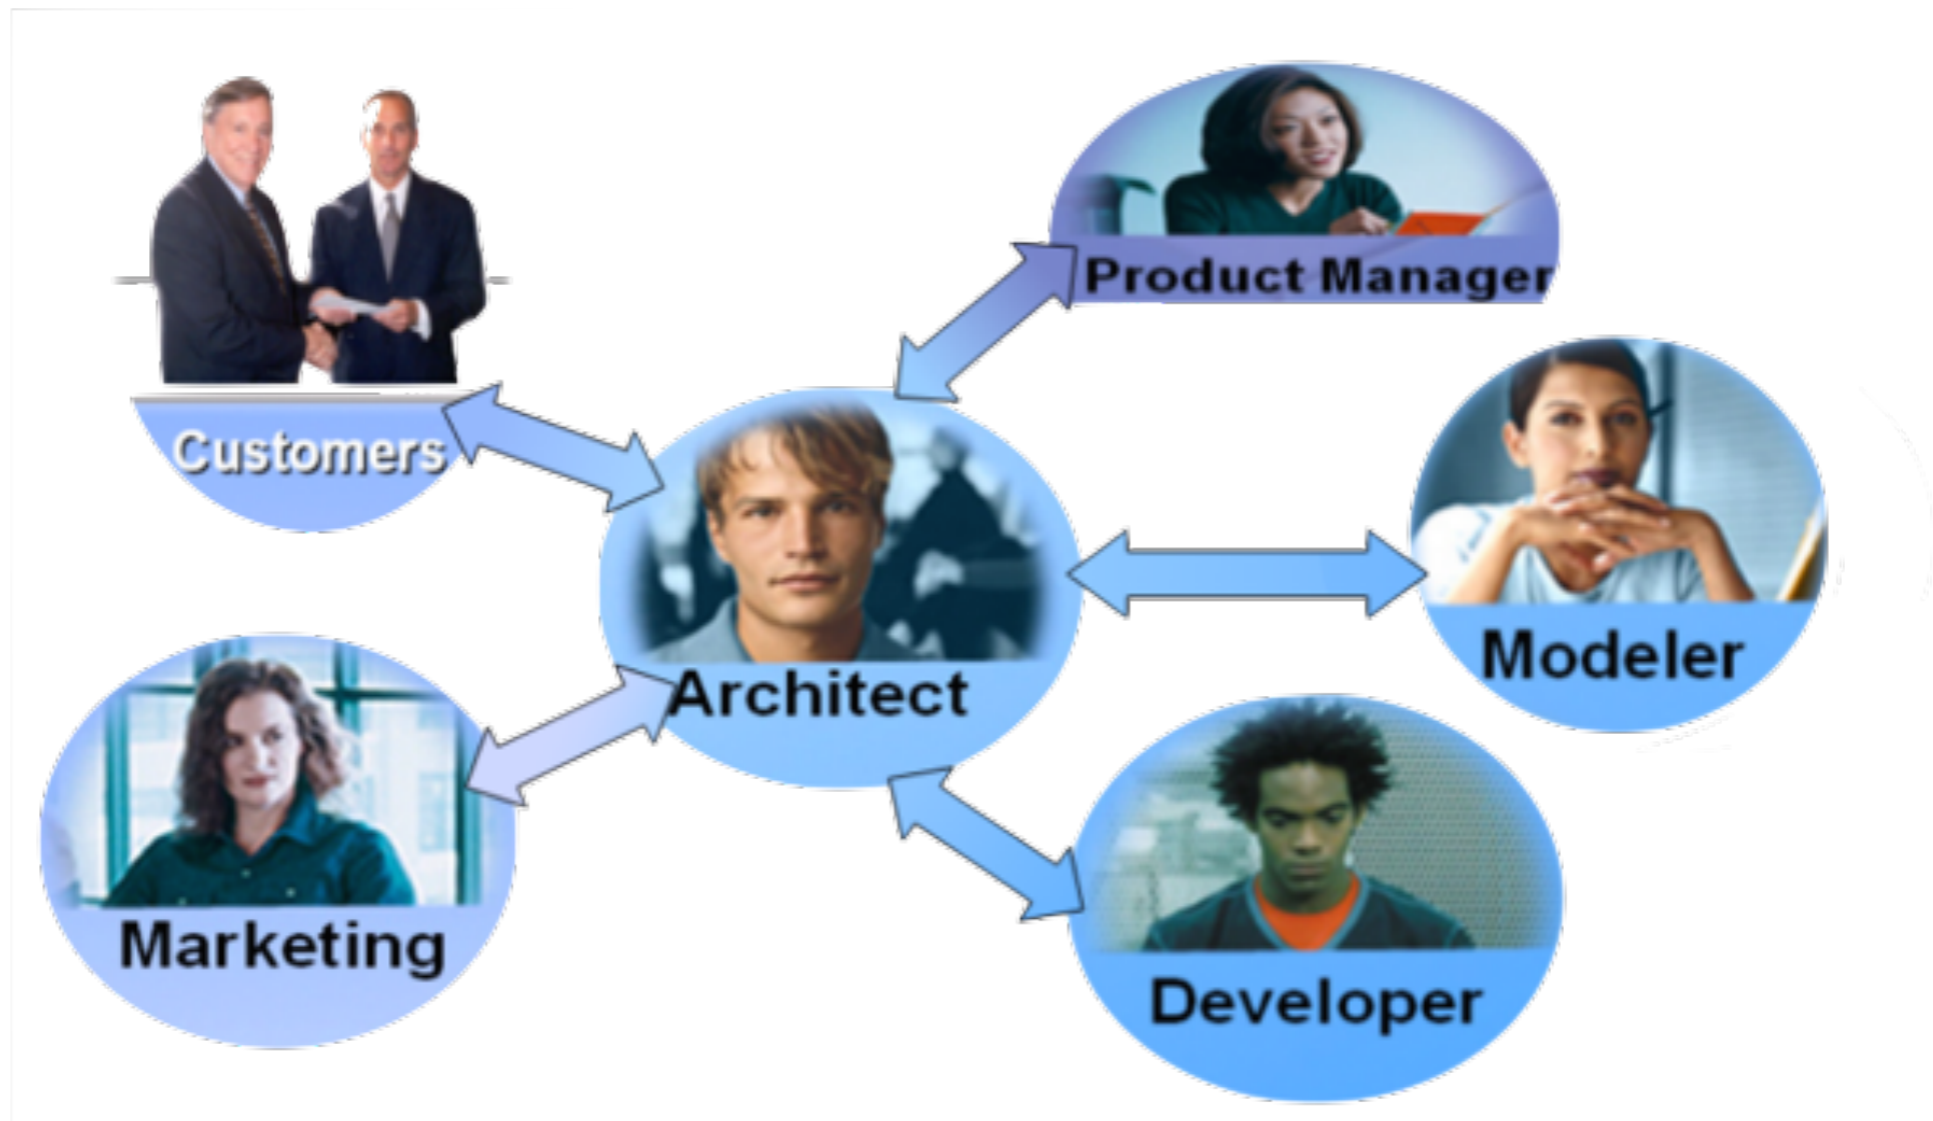 Product Manager
Customers
Modeler
Architect
Marketing
Developer